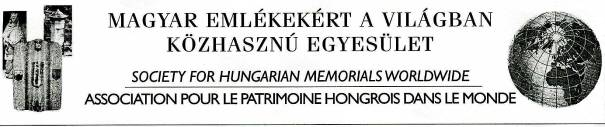 MAGYAR EMLÉKEKÉRT A VILÁGBAN
KÖZHASZNÚ EGYESÜLET
SOCIETY FOR HUNGARIAN MEMORIALS WORLDWIDE
ASSOCIATION POUR LE PATRIMOINE HONGROIS DANS LE MONDE